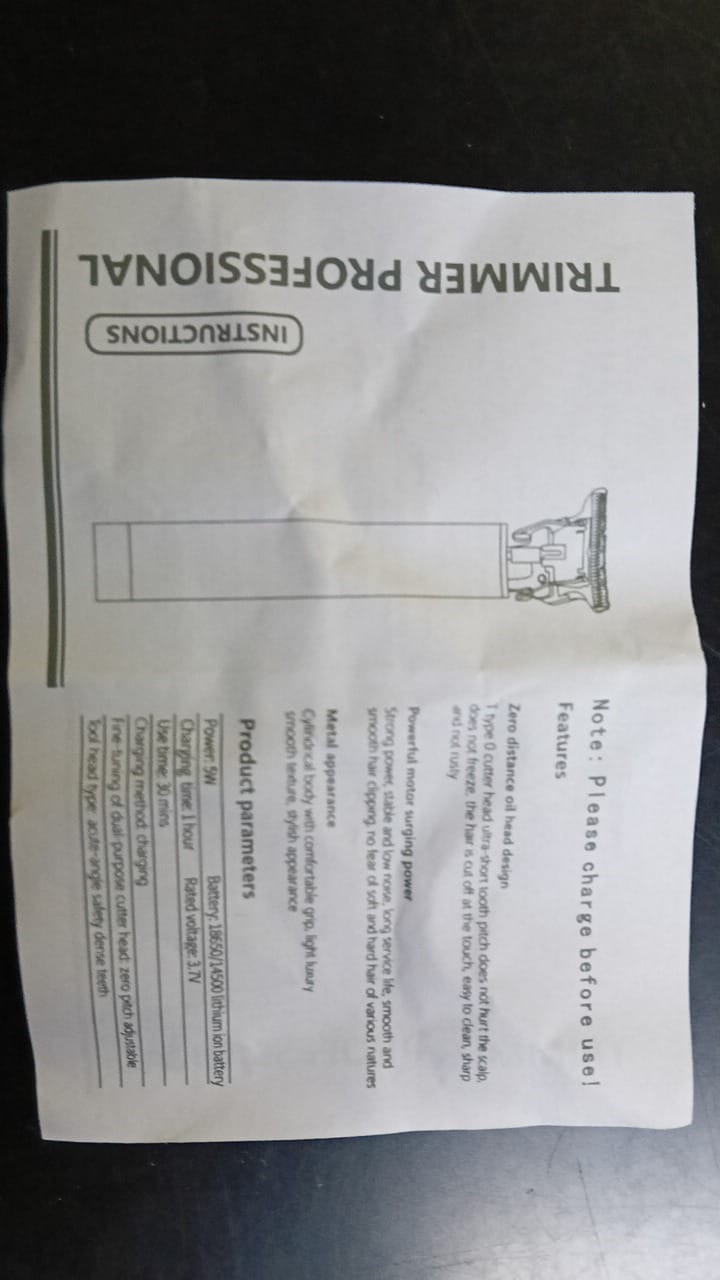 TRIMMER PROFESSIONAL
INSTRUCTIONS
Note: Please charge before use!
Features
Zero distance oil head design
T type 0 cutter head ultra-short tooth pitch does not hurt the scalp,
does not freeze, the hair is cut off at the touch, easy to clean, sharp
and not rusty
Powerful motor surging power
Strong power, stable and low noise, long service life, smooth and
smooth hair clipping, no fear of soft and hard hair of various natures
Metal appearance
Cylindrical body with comfortable grip, light luxury
smooth texture, stylish appearance
Product parameters
Power: 5W Battery: 18650/14500 lithium ion battery
Charging time: 1 hour Rated voltage: 3.7V
Use time: 30 mins
Charging method: charging
Fine-tuning of dual-purpose cutter head: zero pitch adjustable
Tool head type: acute-angle safety dense teeth